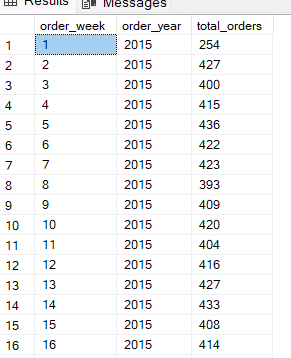 Results Messages
order_week order_year total_orders
1 1 2015 254
2 2 2015 427
3 3 2015 400
4 4 2015 415
5 5 2015 436
6 6 2015 422
7 7 2015 423
8 8 2015 393
9 9 2015 409
10 10 2015 420
11 11 2015 404
12 12 2015 416
13 13 2015 427
14 14 2015 433
15 15 2015 408
16 16 2015 414